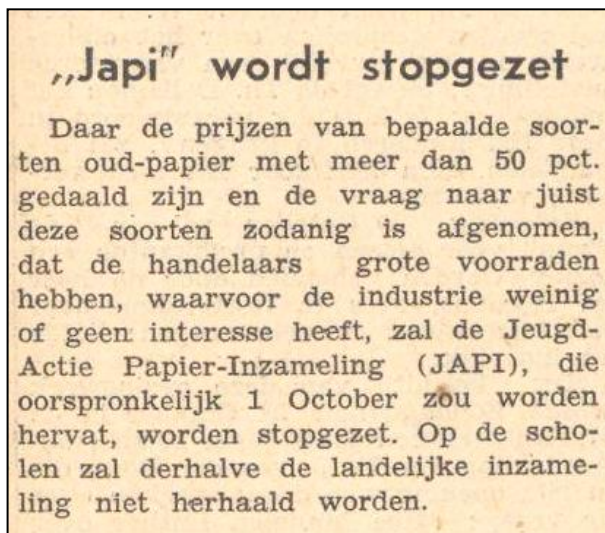 „Japi" wordt stopgezet
Daar de prijzen van bepaalde soor-
ten oud-papier met meer dan 50 pct.
gedaald zijn en de vraag naar juist
deze soorten zodanig is afgenomen,
dat de handelaars grote voorraden
hebben, waarvoor de industrie weinig
of geen interesse heeft, zal de Jeugd-
Actie Papier-Inzameling (JAPI), die
oorspronkelijk 1 October zou worden
hervat, worden stopgezet. Op de scho-
len zal derhalve de landelijke inzame-
ling niet herhaald worden.